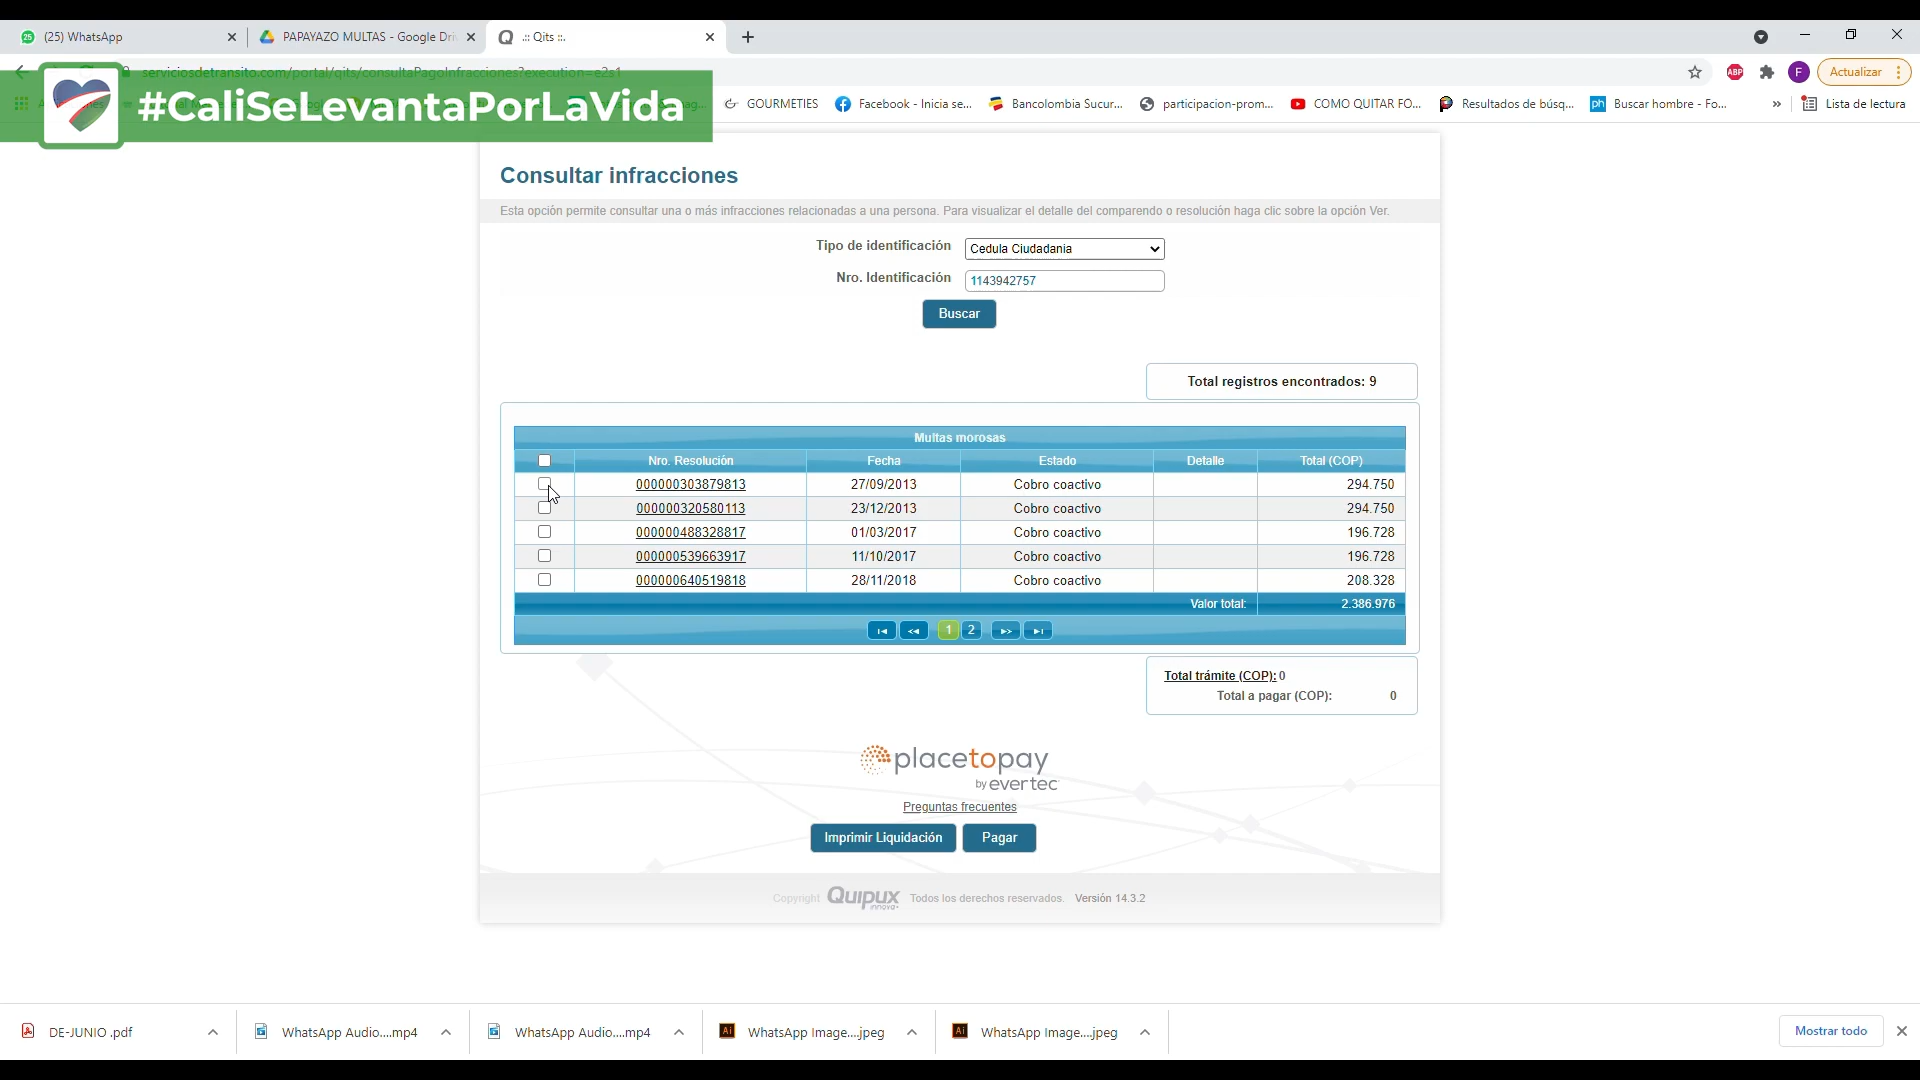 (25) WhatsApp
PAPAYAZO MULTAS - Google Dri
.:: Qits ::.
serviciosdetransito.com/portal/qits/consultaPagoInfracciones?execution=e2s1
ABP
F
Actualizar
#CaliSeLevantaPorLaVida
GOURMETIES
Facebook - Inicia se...
Bancolombia Sucur...
participacion-prom...
COMO QUITAR FO...
Resultados de búsq...
ph Buscar hombre - Fo...
»
Lista de lectura
Consultar infracciones
Esta opción permite consultar una o más infracciones relacionadas a una persona. Para visualizar el detalle del comparendo o resolución haga clic sobre la opción Ver.
Tipo de identificación Cedula Ciudadania
Nro. Identificación 1143942757
Buscar
Total registros encontrados: 9
Multas morosas
Nro. Resolución Fecha Estado Detalle Total (COP)
000000303879813 27/09/2013 Cobro coactivo 294.750
000000320580113 23/12/2013 Cobro coactivo 294.750
000000488328817 01/03/2017 Cobro coactivo 196.728
000000539663917 11/10/2017 Cobro coactivo 196.728
000000640519818 28/11/2018 Cobro coactivo 208.328
Valor total: 2.386.976
1 2
Total trámite (COP): 0
Total a pagar (COP): 0
placetopay
by evertec
Preguntas frecuentes
Imprimir Liquidación Pagar
Copyright Quipux innova Todos los derechos reservados. Versión 14.3.2
DE-JUNIO .pdf
WhatsApp Audio....mp4
WhatsApp Audio....mp4
Ai WhatsApp Image....jpeg
Ai WhatsApp Image....jpeg
Mostrar todo